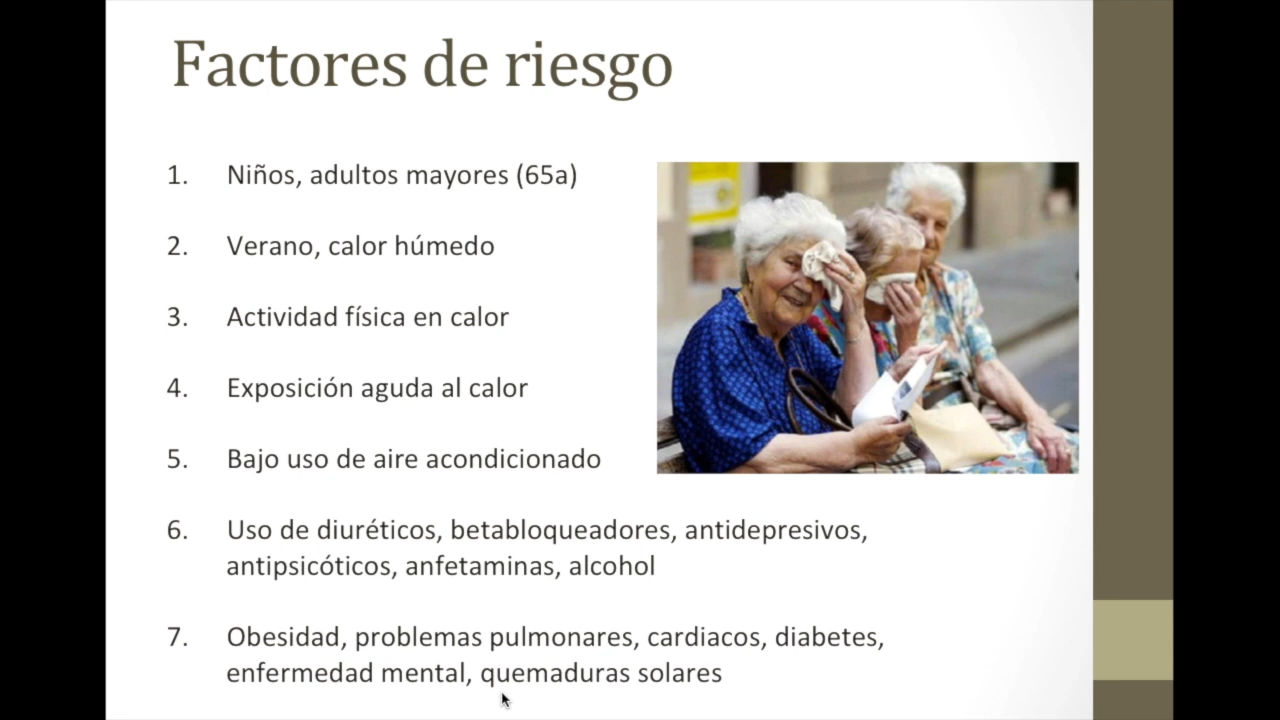 Factores de riesgo
1. Niños, adultos mayores (65a)
2. Verano, calor húmedo
3. Actividad física en calor
4. Exposición aguda al calor
5. Bajo uso de aire acondicionado
6. Uso de diuréticos, betabloqueadores, antidepresivos,
antipsicóticos, anfetaminas, alcohol
7. Obesidad, problemas pulmonares, cardiacos, diabetes,
enfermedad mental, quemaduras solares